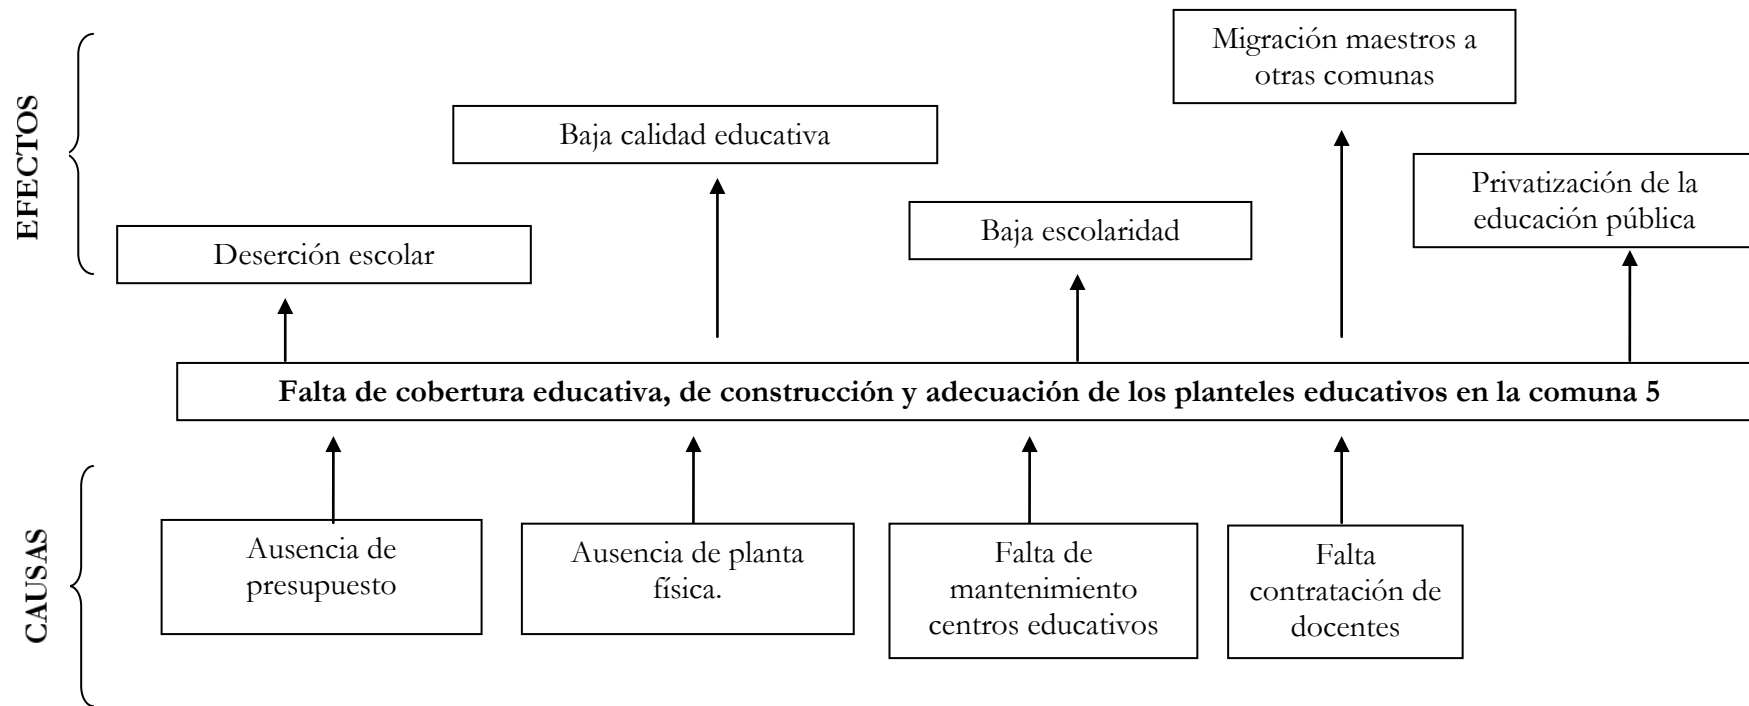 EFECTOS
Migración maestros a
otras comunas
Baja calidad educativa
Privatización de la
educación pública
Baja escolaridad
Deserción escolar
Falta de cobertura educativa, de construcción y adecuación de los planteles educativos en la comuna 5
CAUSAS
Ausencia de
presupuesto
Ausencia de planta
física.
Falta de
mantenimiento
centros educativos
Falta
contratación de
docentes